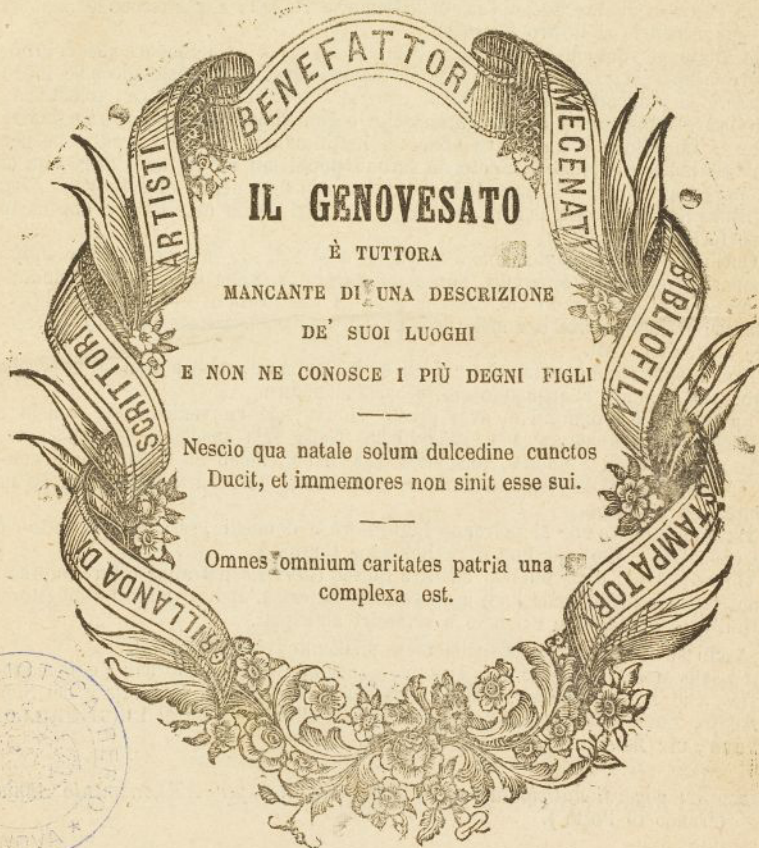 GRILLANDA DI
SCRITTORI
ARTISTI
BENEFATTORI
MECENATI
BIBLIOFILI
STAMPATORI
IL GENOVESATO
È TUTTORA
MANCANTE DI UNA DESCRIZIONE
DE' SUOI LUOGHI
E NON NE CONOSCE I PIÙ DEGNI FIGLI
Nescio qua natale solum dulcedine cunctos
Ducit, et immemores non sinit esse sui.
Omnes omnium caritates patria una
complexa est.